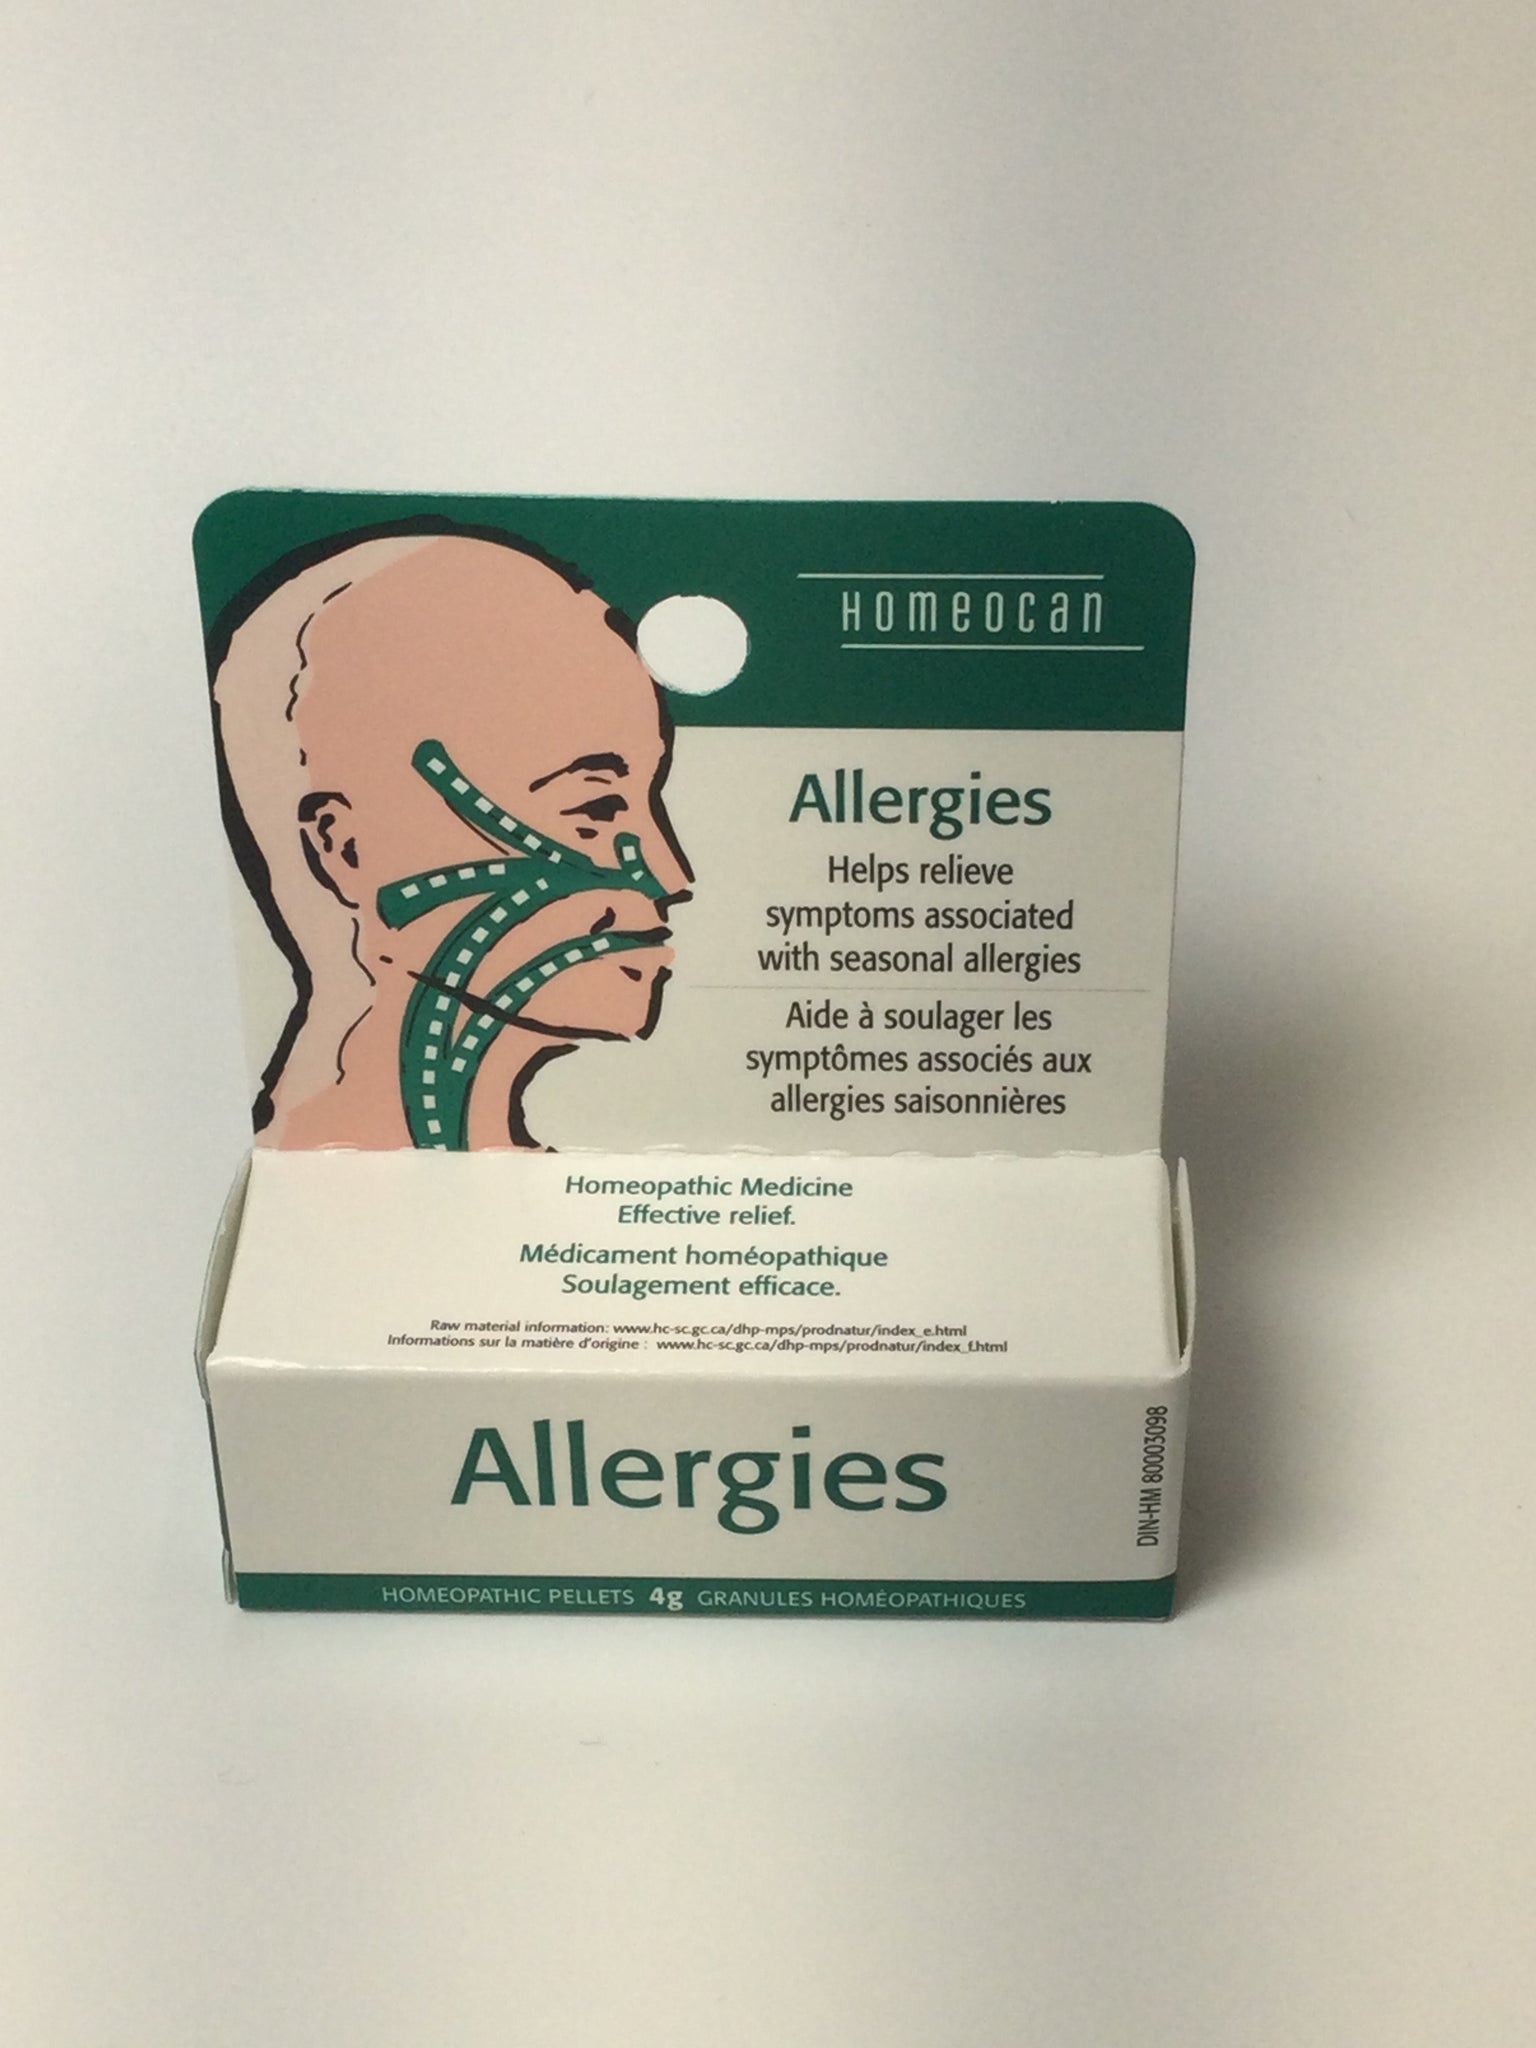 HOMEOCAN
Allergies
Helps relieve
symptoms associated
with seasonal allergies
Aide à soulager les
symptômes associés aux
allergies saisonnières
Homeopathic Medicine
Effective relief.
Médicament homéopathique
Soulagement efficace.
Raw material information: www.hc-sc.gc.ca/dhp-mps/prodnatur/index_e.html
Informations sur la matière d'origine : www.hc-sc.gc.ca/dhp-mps/prodnatur/index_f.html
Allergies
DIN-HM 80003098
HOMEOPATHIC PELLETS 4g GRANULES HOMÉOPATHIQUES